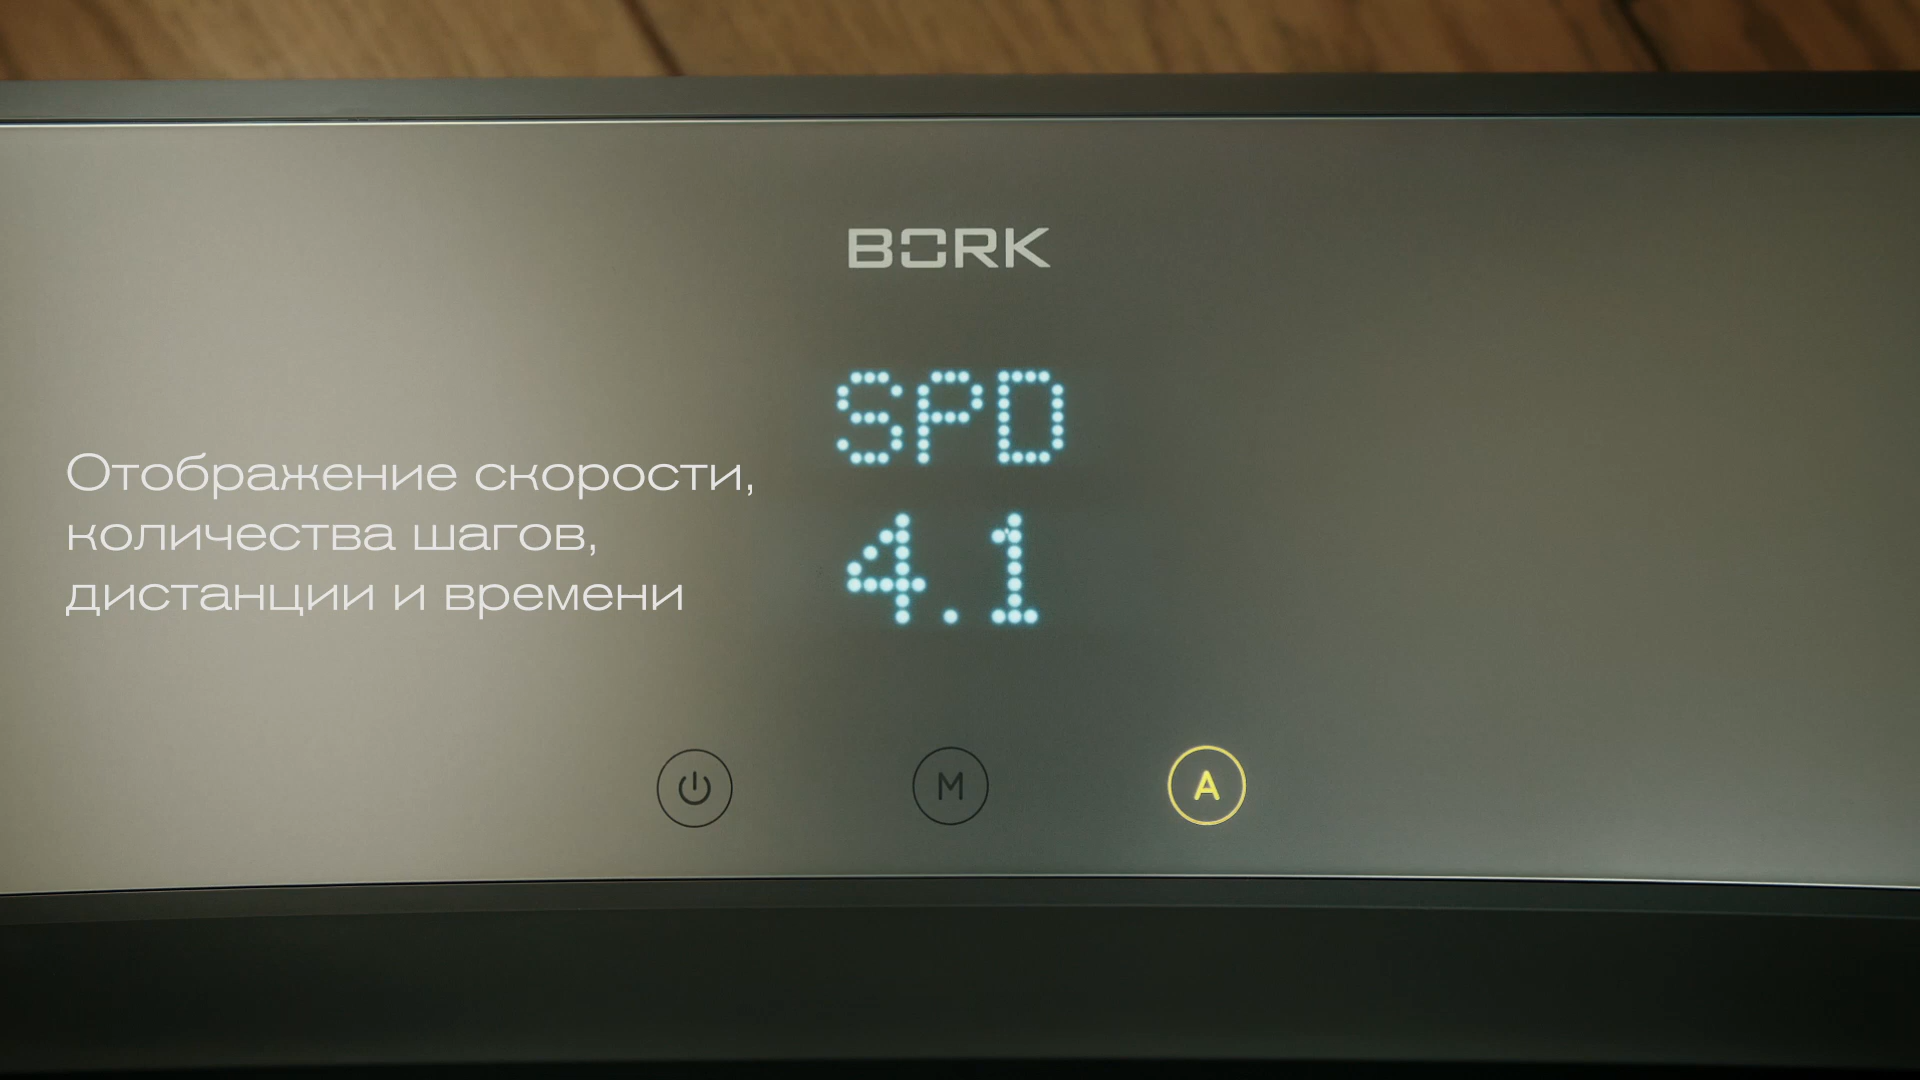 BORK
SPD
4.1
Отображение скорости,
количества шагов,
дистанции и времени
M
A